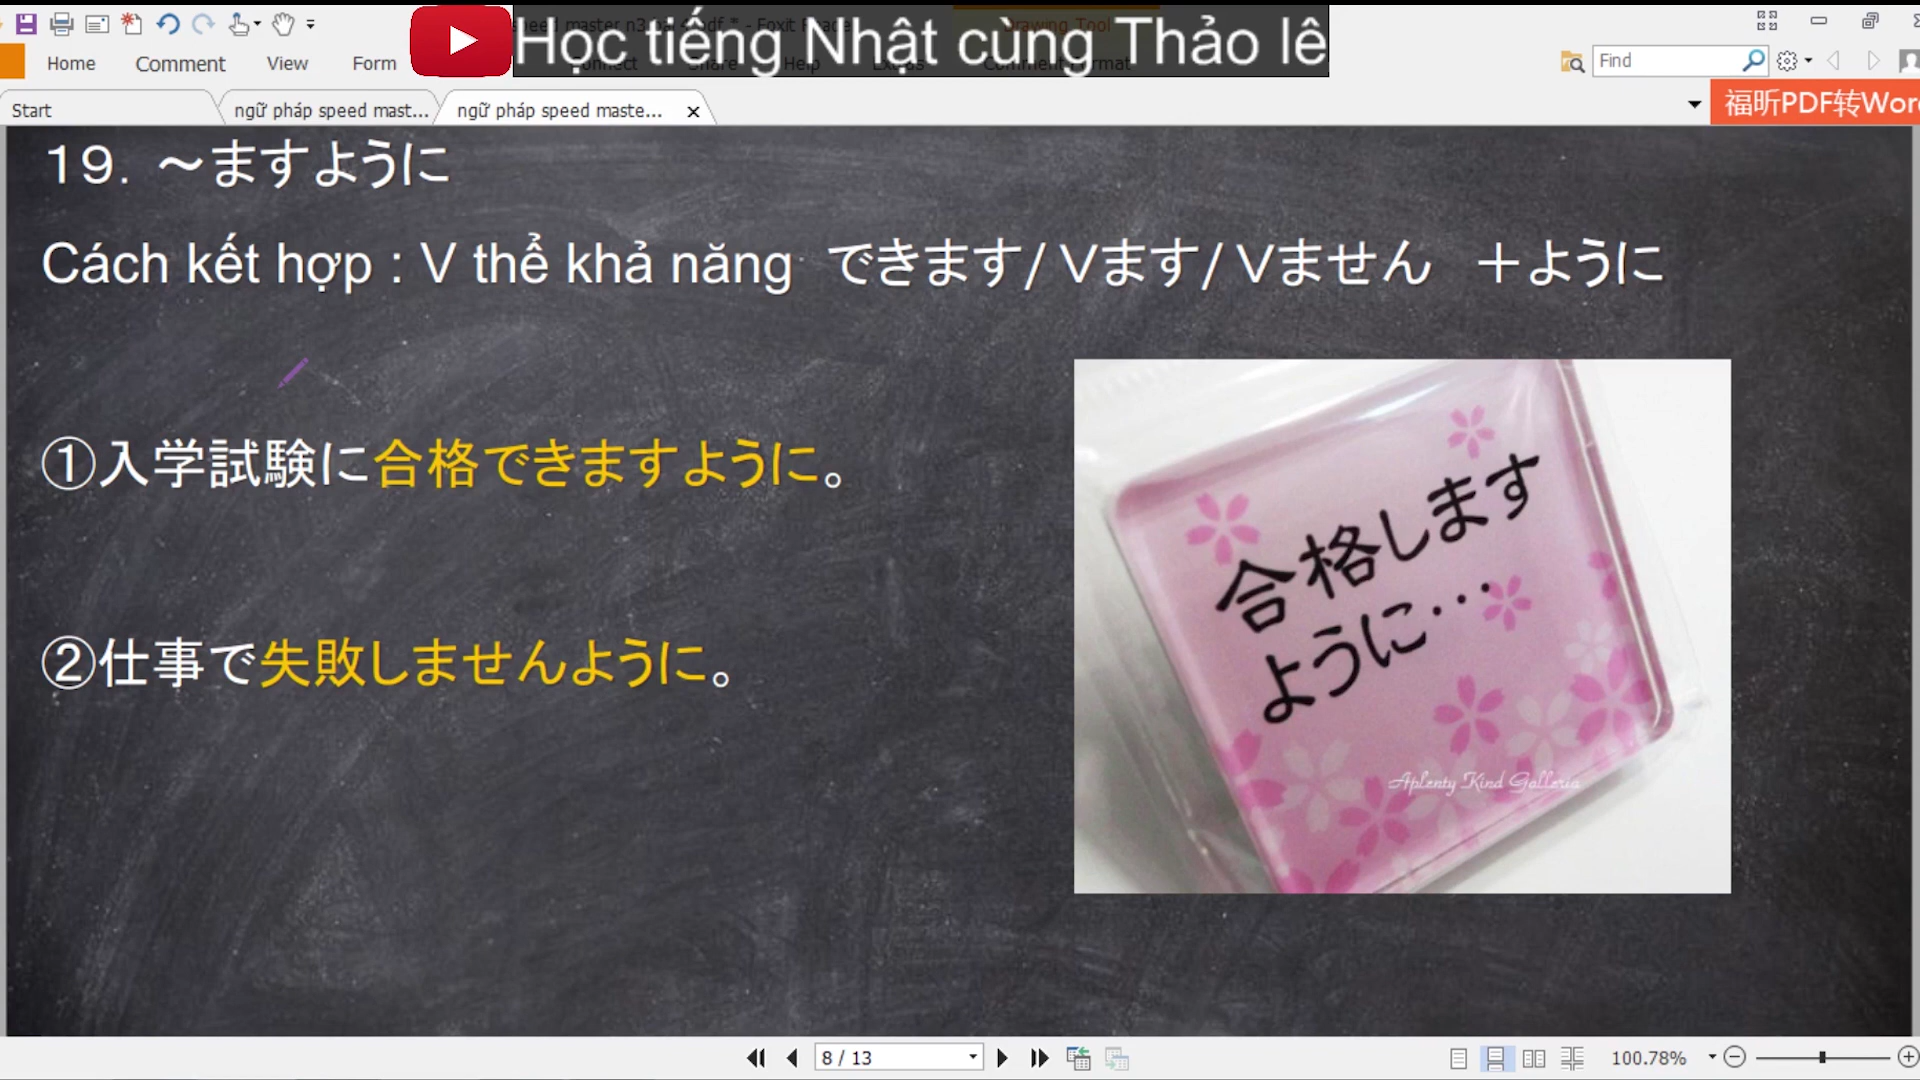 Học tiếng Nhật cùng Thảo lê
Home Comment View Form
Find
Start
ngữ pháp speed mast...
ngữ pháp speed maste...
福昕PDF转Wor
19. ～ますように
Cách kết hợp : V thể khả năng できます/Vます/Vません ＋ように
①入学試験に合格できますように。
②仕事で失敗しませんように。
合格します
ように…
Aplenty Kind Galleria
8 / 13
100.78%